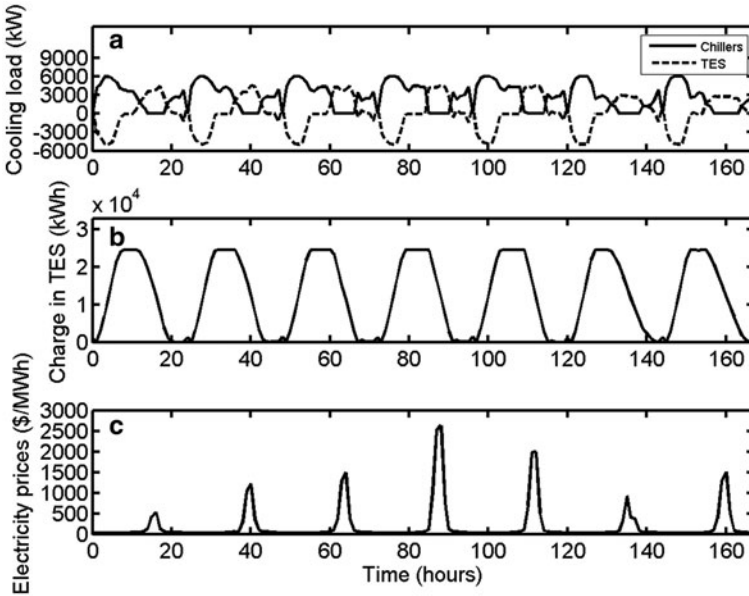 a
Cooling load (kW)
9000
6000
3000
0
-3000
-6000
Chillers
TES
0 20 40 60 80 100 120 140 160
x 10^4
b
Charge in TES (kWh)
3
2
1
0
0 20 40 60 80 100 120 140 160
c
Electricity prices ($/MWh)
3000
2500
2000
1500
1000
500
0
0 20 40 60 80 100 120 140 160
Time (hours)